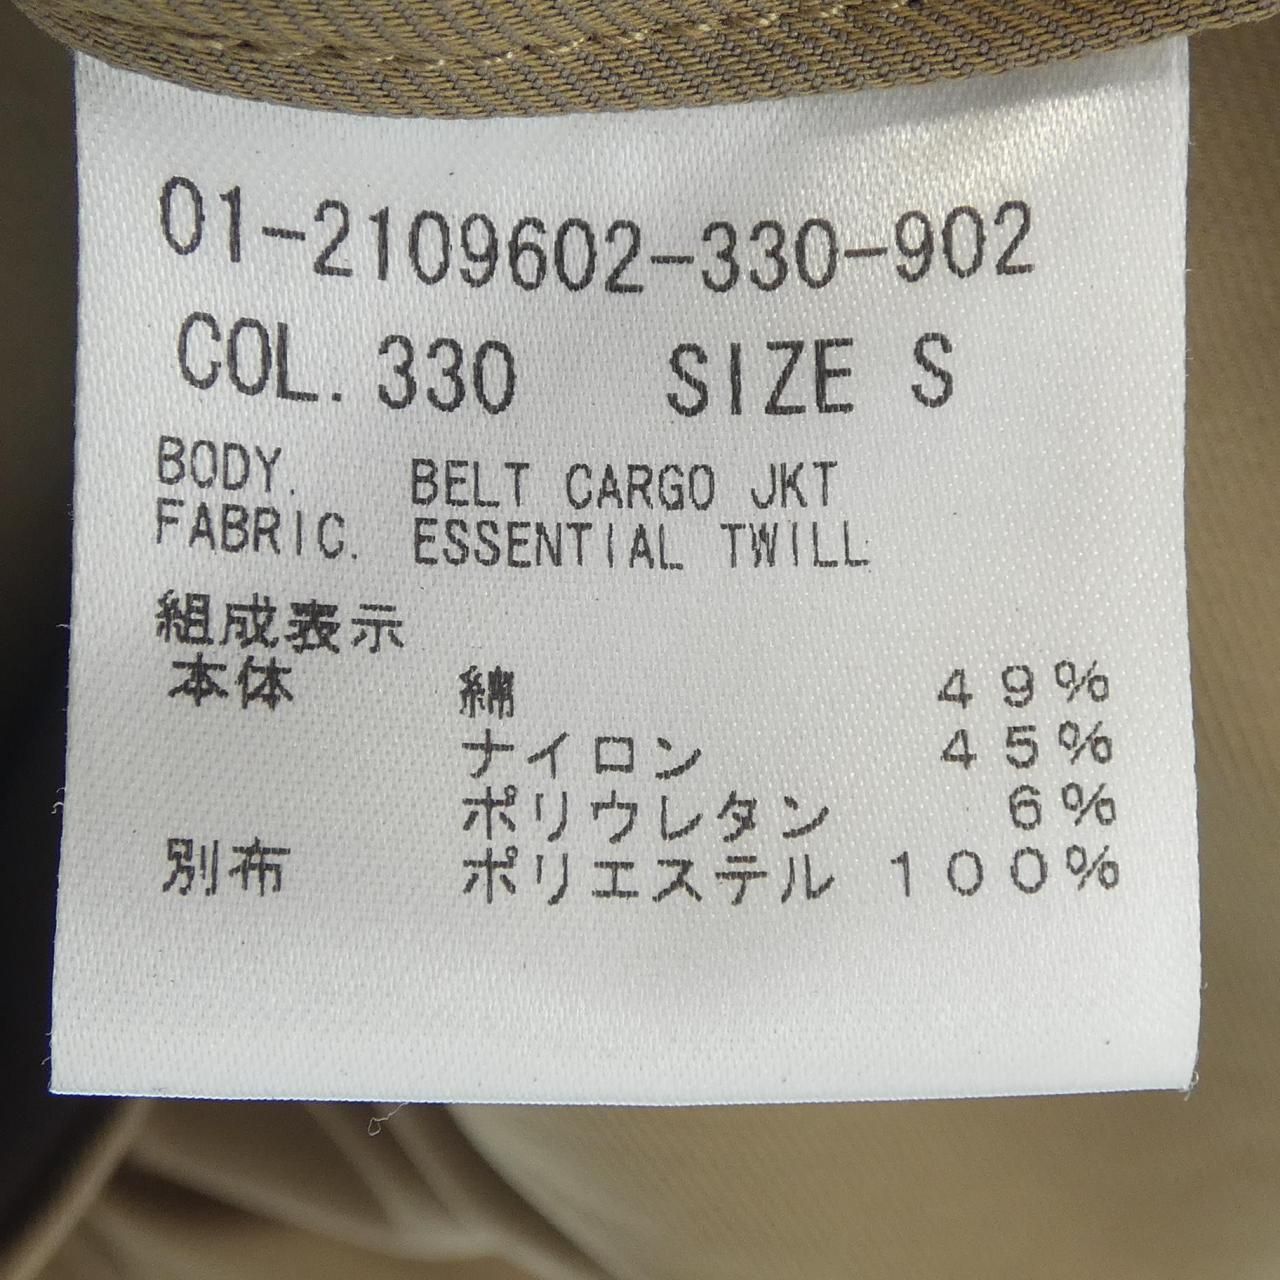 01-2109602-330-902
COL. 330 SIZE S
BODY. BELT CARGO JKT
FABRIC. ESSENTIAL TWILL
組成表示
本体 綿 49%
ナイロン 45%
ポリウレタン 6%
別布 ポリエステル 100%